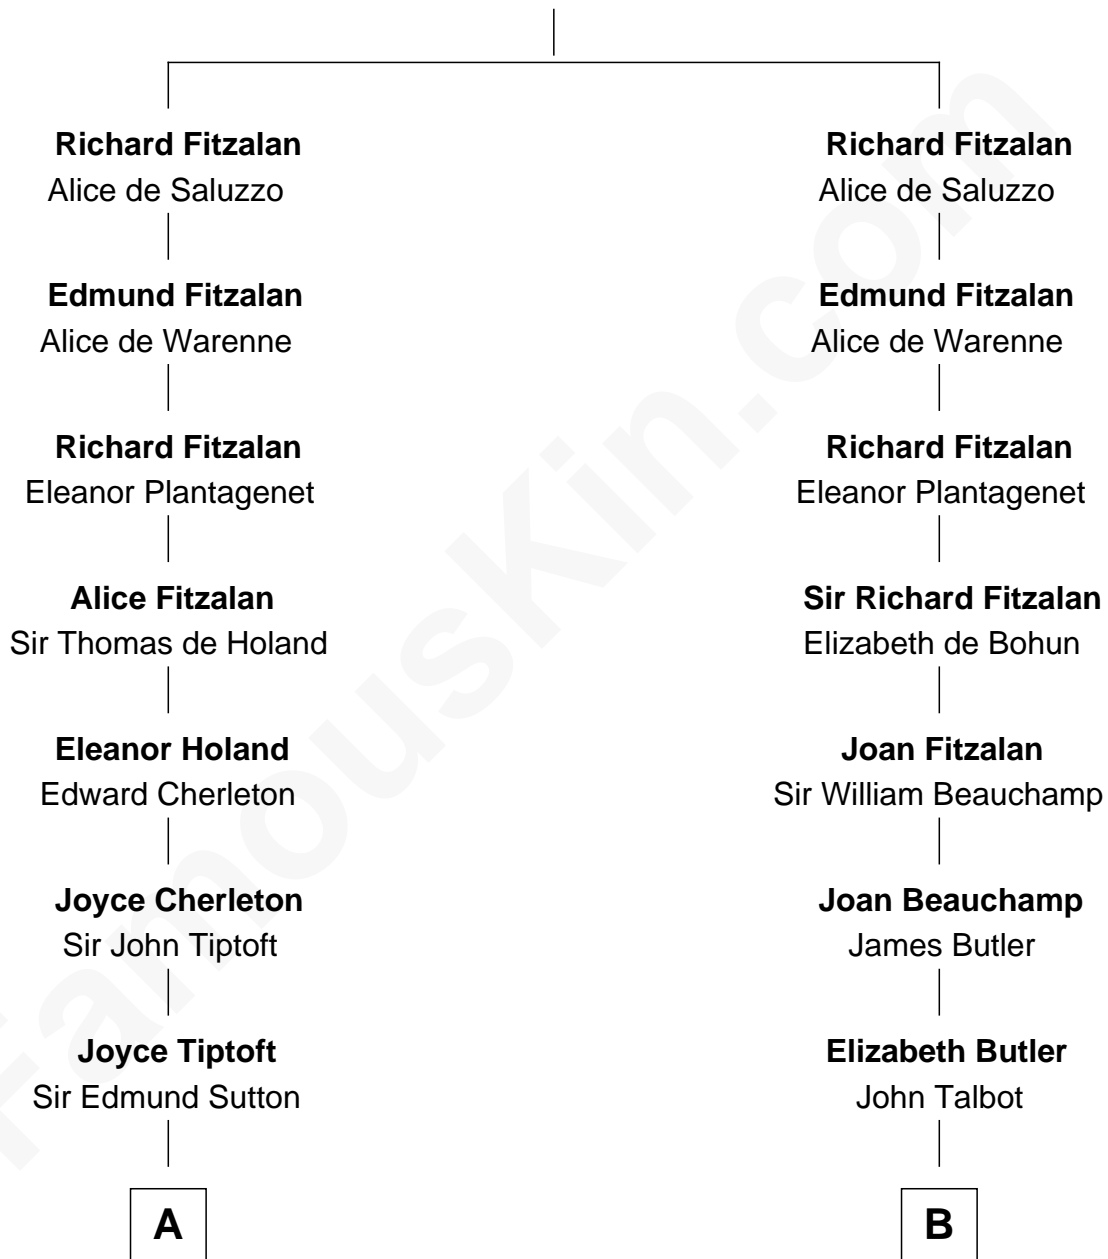 Richard Fitzalan
Alice de Saluzzo
Edmund Fitzalan
Alice de Warenne
Richard Fitzalan
Eleanor Plantagenet
Alice Fitzalan
Sir Thomas de Holand
Eleanor Holand
Edward Cherleton
Joyce Cherleton
Sir John Tiptoft
Joyce Tiptoft
Sir Edmund Sutton
A
Richard Fitzalan
Alice de Saluzzo
Edmund Fitzalan
Alice de Warenne
Richard Fitzalan
Eleanor Plantagenet
Sir Richard Fitzalan
Elizabeth de Bohun
Joan Fitzalan
Sir William Beauchamp
Joan Beauchamp
James Butler
Elizabeth Butler
John Talbot
B
FamousKin.com